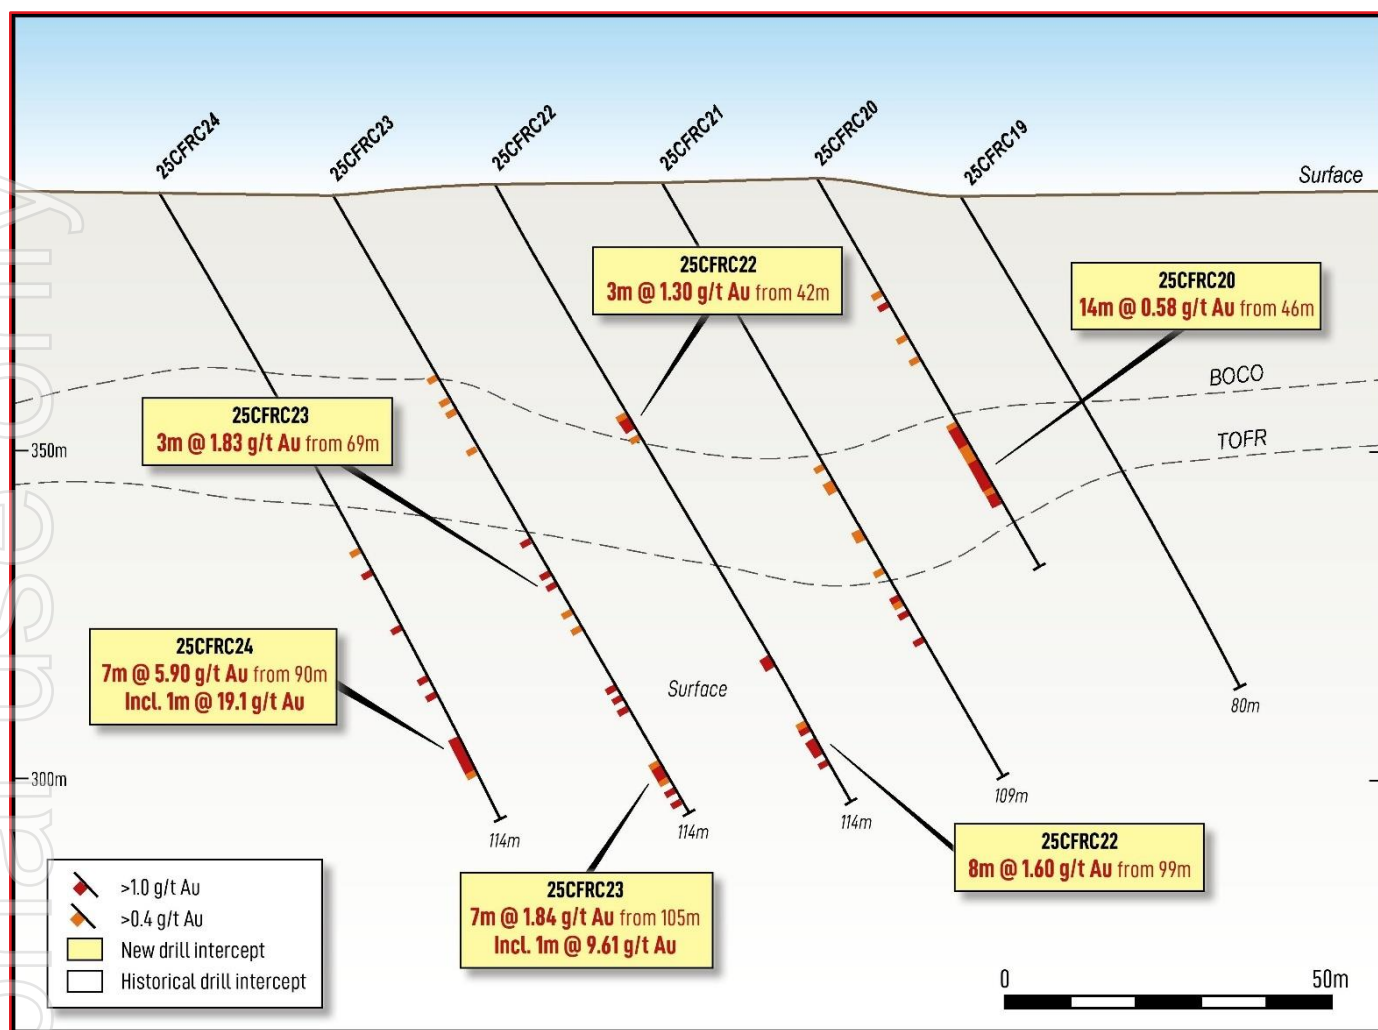 25CFRC24
25CFRC23
25CFRC22
25CFRC21
25CFRC20
25CFRC19
Surface
25CFRC22
3m @ 1.30 g/t Au from 42m
25CFRC20
14m @ 0.58 g/t Au from 46m
BOCO
TOFR
25CFRC23
3m @ 1.83 g/t Au from 69m
350m
25CFRC24
7m @ 5.90 g/t Au from 90m
Incl. 1m @ 19.1 g/t Au
Surface
80m
300m
109m
114m
114m
114m
25CFRC22
8m @ 1.60 g/t Au from 99m
25CFRC23
7m @ 1.84 g/t Au from 105m
Incl. 1m @ 9.61 g/t Au
>1.0 g/t Au
>0.4 g/t Au
New drill intercept
Historical drill intercept
0 50m
onal use only